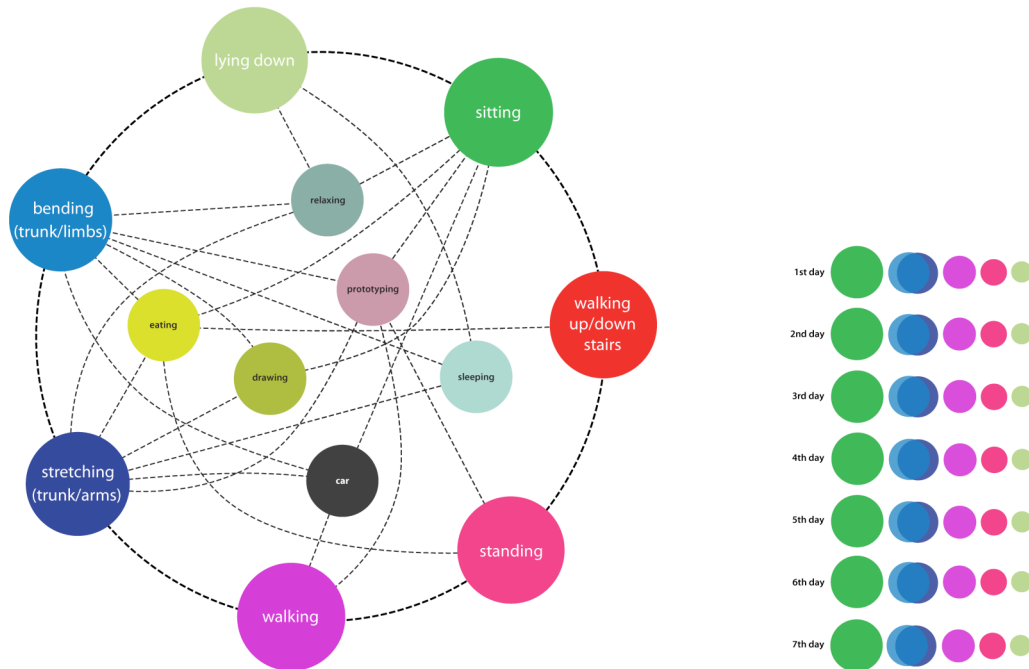 lying down
sitting
relaxing
bending
(trunk/limbs)
prototyping
eating
walking
up/down
stairs
drawing
sleeping
stretching
(trunk/arms)
car
standing
walking
1st day
2nd day
3rd day
4th day
5th day
6th day
7th day